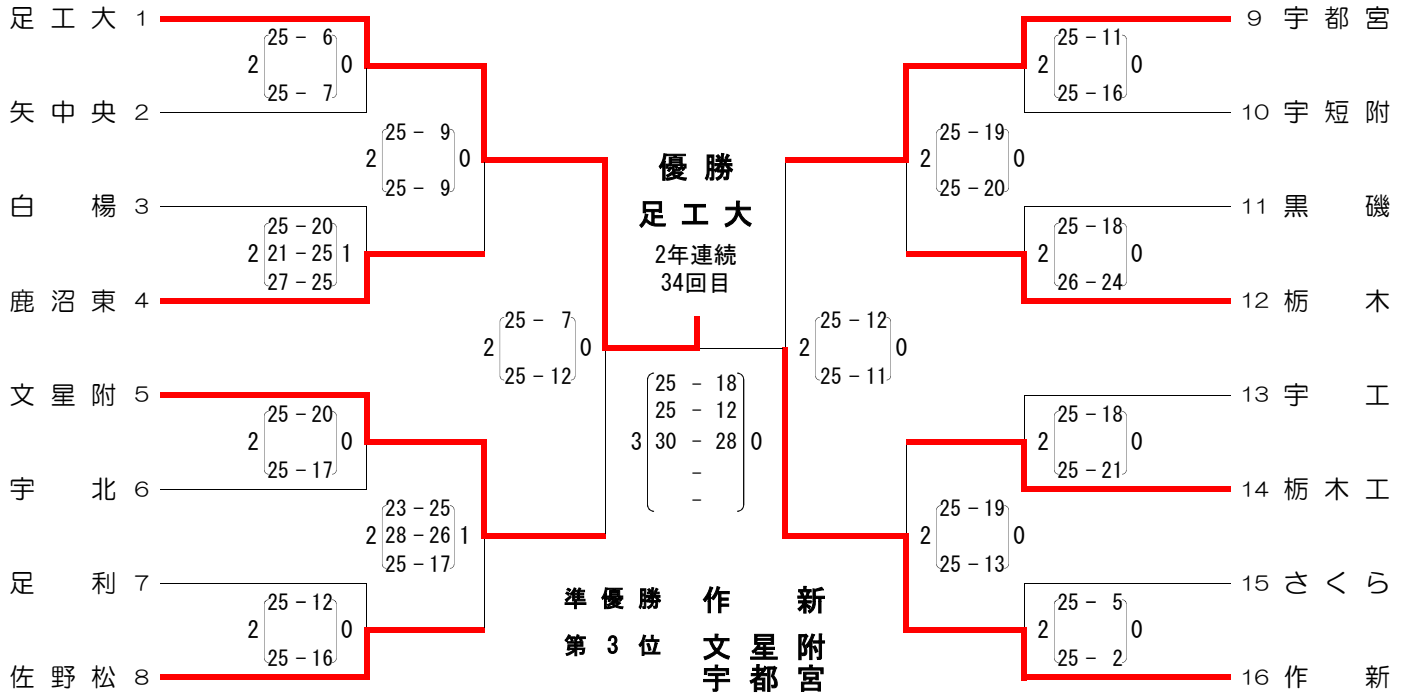 足工大 1
25 - 6
2 0
25 - 7
矢中央 2
25 - 9
2 0
25 - 9
白楊 3
25 - 20
2 21 - 25 1
27 - 25
鹿沼東 4
25 - 7
2 0
25 - 12
文星附 5
25 - 20
2 0
25 - 17
宇北 6
23 - 25
2 28 - 26 1
25 - 17
足利 7
25 - 12
2 0
25 - 16
佐野松 8
優勝
足工大
2年連続
34回目
25 - 18
25 - 12
3 30 - 28 0
-
-
準優勝 作新
第3位 文星附
宇都宮
9 宇都宮
25 - 11
2 0
25 - 16
10 宇短附
25 - 19
2 0
25 - 20
11 黒磯
25 - 18
2 0
26 - 24
12 栃木
25 - 12
2 0
25 - 11
13 宇工
25 - 18
2 0
25 - 21
14 栃木工
25 - 19
2 0
25 - 13
15 さくら
25 - 5
2 0
25 - 2
16 作新